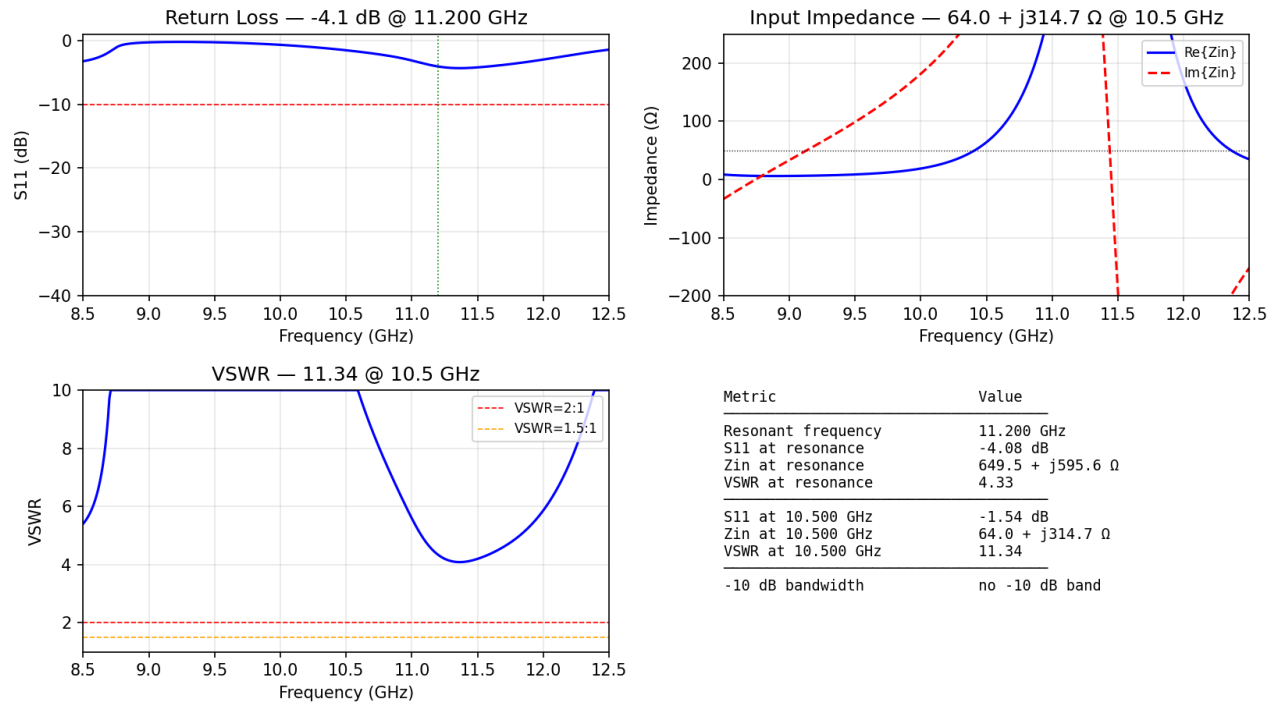 Return Loss — -4.1 dB @ 11.200 GHz
0
−10
−20
−30
−40
S11 (dB)
8.5 9.0 9.5 10.0 10.5 11.0 11.5 12.0 12.5
Frequency (GHz)
Input Impedance — 64.0 + j314.7 Ω @ 10.5 GHz
Re{Zin}
Im{Zin}
200
100
0
−100
−200
Impedance (Ω)
8.5 9.0 9.5 10.0 10.5 11.0 11.5 12.0 12.5
Frequency (GHz)
VSWR — 11.34 @ 10.5 GHz
VSWR=2:1
VSWR=1.5:1
10
8
6
4
2
VSWR
8.5 9.0 9.5 10.0 10.5 11.0 11.5 12.0 12.5
Frequency (GHz)
Metric Value
Resonant frequency 11.200 GHz
S11 at resonance -4.08 dB
Zin at resonance 649.5 + j595.6 Ω
VSWR at resonance 4.33
S11 at 10.500 GHz -1.54 dB
Zin at 10.500 GHz 64.0 + j314.7 Ω
VSWR at 10.500 GHz 11.34
-10 dB bandwidth no -10 dB band